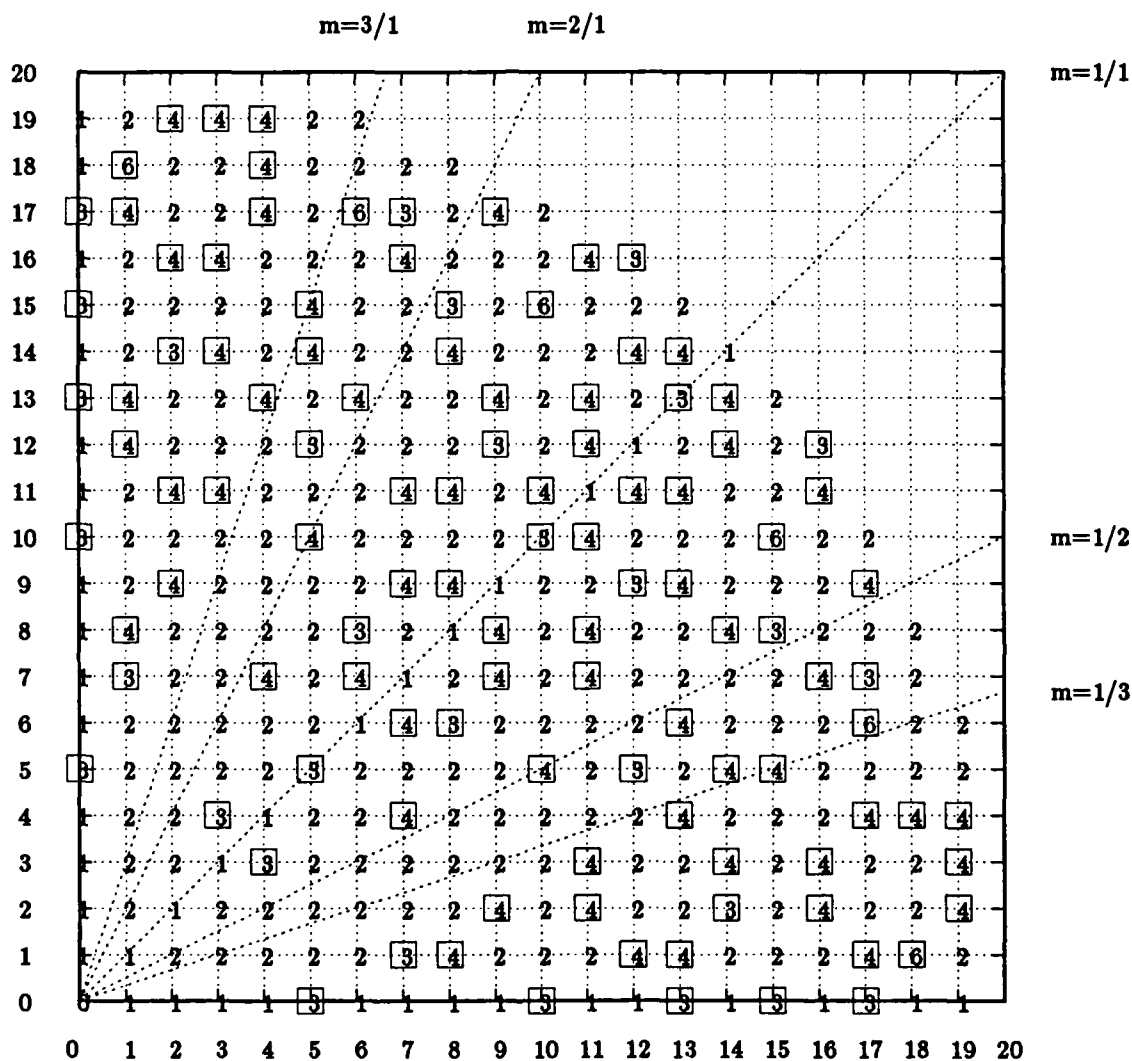 m=3/1 m=2/1
20 m=1/1
19 1 2 4 4 4 2 2
18 1 6 2 2 4 2 2 2 2
17 3 4 2 2 4 2 6 3 2 4 2
16 1 2 4 4 2 2 2 4 2 2 2 4 3
15 3 2 2 2 2 4 2 2 3 2 6 2 2 2
14 1 2 3 4 2 4 2 2 4 2 2 2 4 4 1
13 3 4 2 2 4 2 4 2 2 4 2 4 2 3 4 2
12 1 4 2 2 2 3 2 2 2 3 2 4 1 2 4 2 3
11 1 2 4 4 2 2 2 4 4 2 4 1 4 4 2 2 4
10 3 2 2 2 2 4 2 2 2 2 3 4 2 2 2 6 2 2 m=1/2
9 1 2 4 2 2 2 2 4 4 1 2 2 3 4 2 2 2 4
8 1 4 2 2 2 2 3 2 1 4 2 4 2 2 4 3 2 2 2
7 1 3 2 2 4 2 4 1 2 4 2 4 2 2 2 2 4 3 2
m=1/3
6 1 2 2 2 2 2 1 4 3 2 2 2 2 4 2 2 2 6 2 2
5 3 2 2 2 2 3 2 2 2 2 4 2 3 2 4 4 2 2 2 2
4 1 2 2 3 1 2 2 4 2 2 2 2 2 4 2 2 2 4 4 4
3 1 2 2 1 3 2 2 2 2 2 2 4 2 2 4 2 4 2 2 4
2 1 2 1 2 2 2 2 2 2 4 2 4 2 2 3 2 4 2 2 4
1 1 1 2 2 2 2 2 3 4 2 2 2 4 4 2 2 2 4 6 2
0 0 1 1 1 1 3 1 1 1 1 3 1 1 3 1 3 1 3 1 1
0 1 2 3 4 5 6 7 8 9 10 11 12 13 14 15 16 17 18 19 20